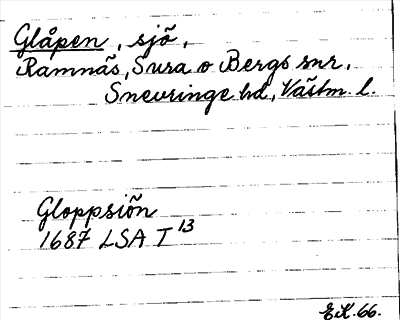 Glåpen, sjö,
Ramnäs, Sura o Bergs snr,
Snevringe hd, Västm. l.
Gloppsiön
1687 LSA T 13
E.K. 66.